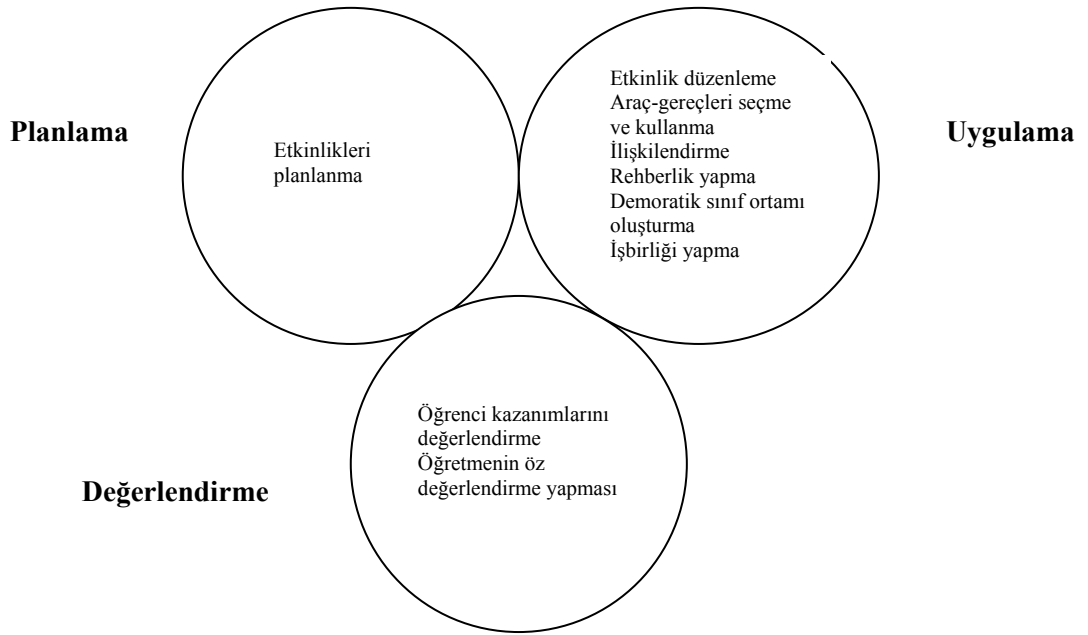 Planlama
Etkinlikleri
planlanma
Etkinlik düzenleme
Araç-gereçleri seçme
ve kullanma
İlişkilendirme
Rehberlik yapma
Demoratik sınıf ortamı
oluşturma
İşbirliği yapma
Uygulama
Değerlendirme
Öğrenci kazanımlarını
değerlendirme
Öğretmenin öz
değerlendirme yapması